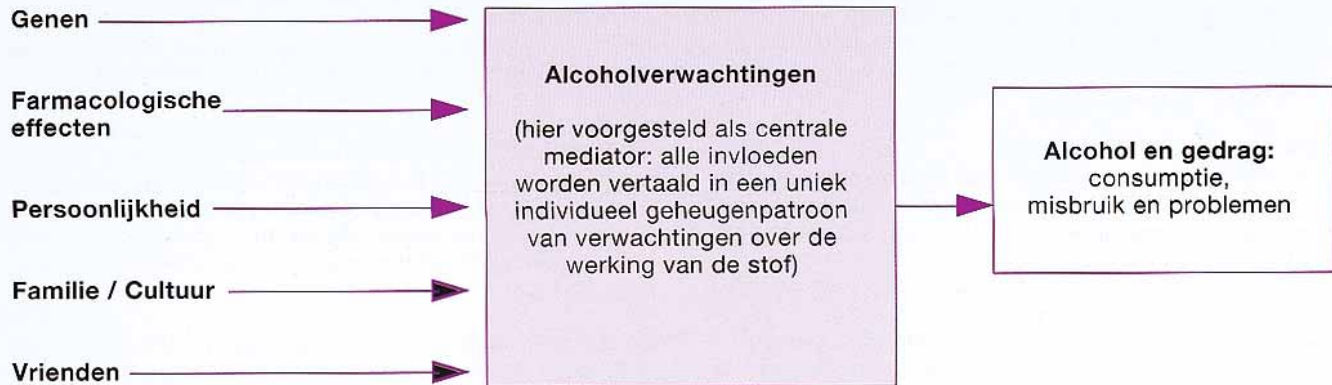 Genen
Farmacologische
effecten
Persoonlijkheid
Familie / Cultuur
Vrienden
Alcoholverwachtingen
(hier voorgesteld als centrale
mediator: alle invloeden
worden vertaald in een uniek
individueel geheugenpatroon
van verwachtingen over de
werking van de stof)
Alcohol en gedrag:
consumptie,
misbruik en problemen